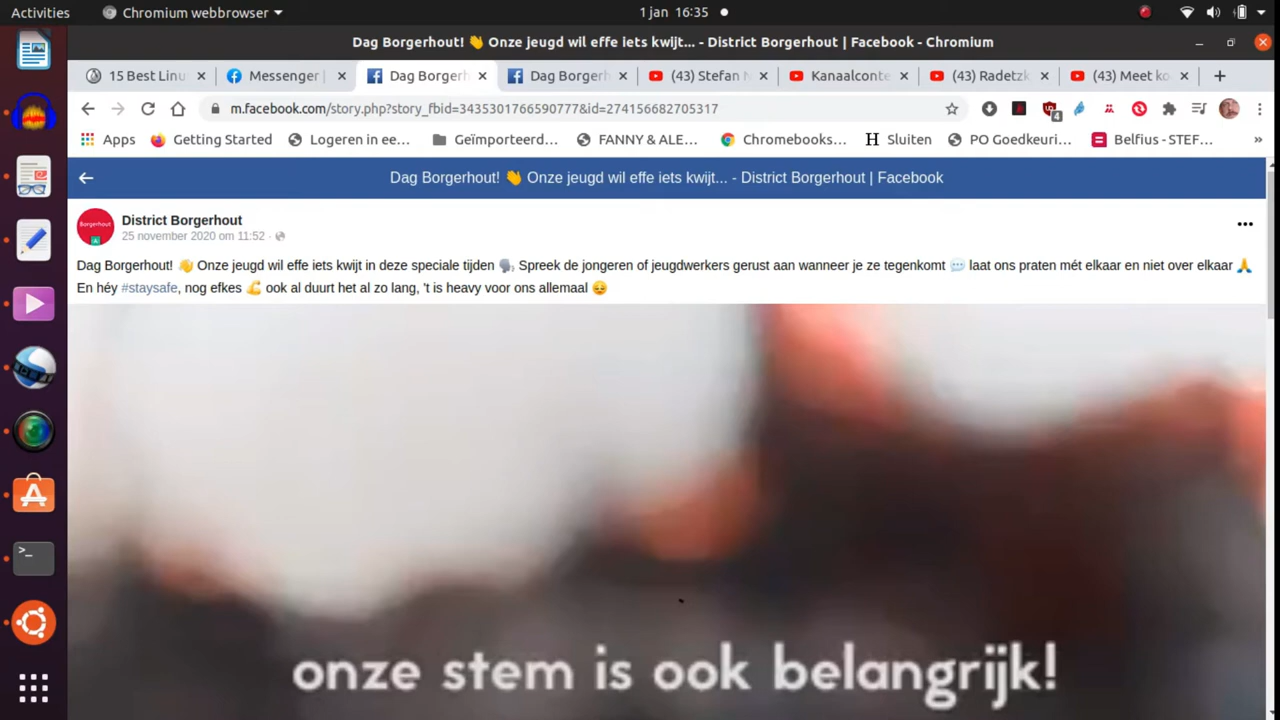 Activities
Chromium webbrowser
1 jan 16:35
Dag Borgerhout! 👋 Onze jeugd wil effe iets kwijt... - District Borgerhout | Facebook - Chromium
15 Best Linu
Messenger |
Dag Borgerh
Dag Borgerh
(43) Stefan
Kanaalconte
(43) Radetzk
(43) Meet ko
m.facebook.com/story.php?story_fbid=3435301766590777&id=274156682705317
4
Apps
Getting Started
Logeren in ee...
Geïmporteerd...
FANNY & ALE...
Chromebooks...
H Sluiten
PO Goedkeuri...
Belfius - STEF...
»
Dag Borgerhout! 👋 Onze jeugd wil effe iets kwijt... - District Borgerhout | Facebook
Borgerhout
A
District Borgerhout
25 november 2020 om 11:52 ·
Dag Borgerhout! 👋 Onze jeugd wil effe iets kwijt in deze speciale tijden 🗣️ Spreek de jongeren of jeugdwerkers gerust aan wanneer je ze tegenkomt 💬 laat ons praten mét elkaar en niet over elkaar 🙏
En héy #staysafe, nog efkes 💪 ook al duurt het al zo lang, 't is heavy voor ons allemaal 😔
onze stem is ook belangrijk!